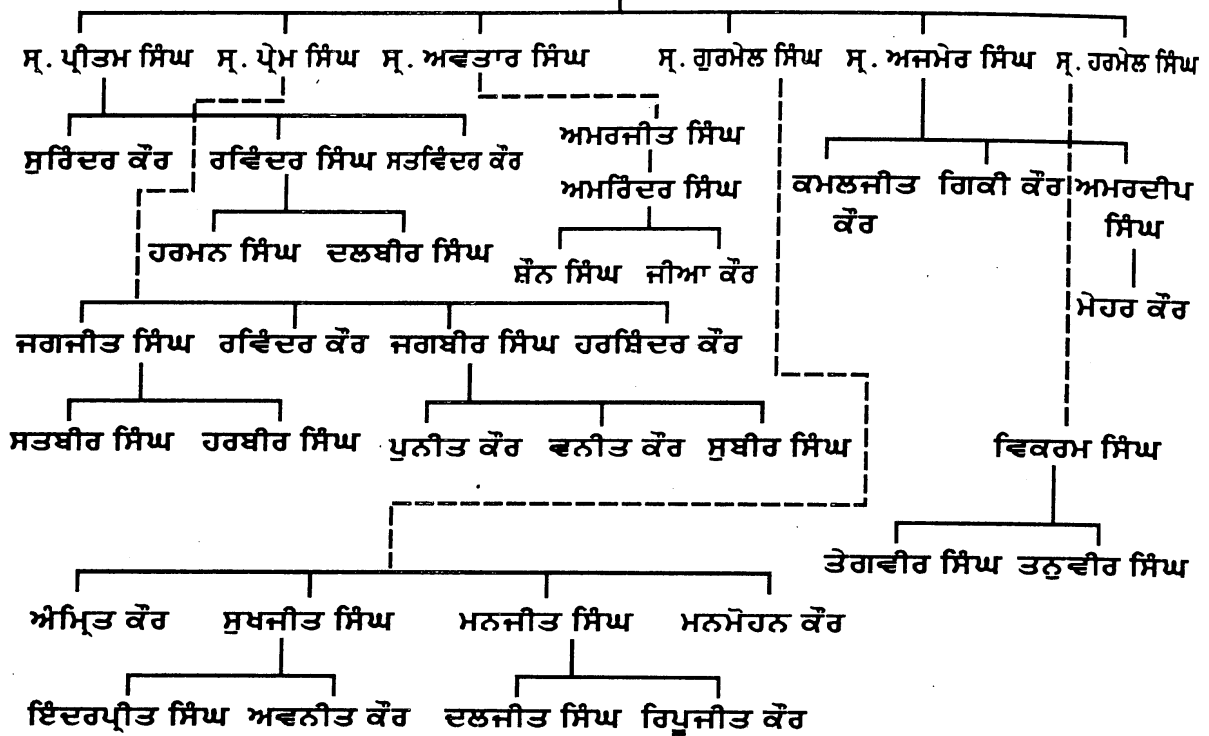 ਸ੍ਰ. ਪ੍ਰੀਤਮ ਸਿੰਘ ਸ੍ਰ. ਪ੍ਰੇਮ ਸਿੰਘ ਸ੍ਰ. ਅਵਤਾਰ ਸਿੰਘ ਸ੍ਰ. ਗੁਰਮੇਲ ਸਿੰਘ ਸ੍ਰ. ਅਜਮੇਰ ਸਿੰਘ ਸ੍ਰ. ਹਰਮੇਲ ਸਿੰਘ
ਅਮਰਜੀਤ ਸਿੰਘ
ਸੁਰਿੰਦਰ ਕੌਰ ਰਵਿੰਦਰ ਸਿੰਘ ਸਤਵਿੰਦਰ ਕੌਰ
ਅਮਰਿੰਦਰ ਸਿੰਘ
ਕਮਲਜੀਤ ਰਿਕੀ ਕੌਰ ਅਮਰਦੀਪ
ਕੌਰ ਸਿੰਘ
ਹਰਮਨ ਸਿੰਘ ਦਲਬੀਰ ਸਿੰਘ
ਸ਼ੌਨ ਸਿੰਘ ਜੀਆ ਕੌਰ
ਮੇਹਰ ਕੌਰ
ਜਗਜੀਤ ਸਿੰਘ ਰਵਿੰਦਰ ਕੌਰ ਜਗਬੀਰ ਸਿੰਘ ਹਰਸ਼ਿੰਦਰ ਕੌਰ
ਸਤਬੀਰ ਸਿੰਘ ਹਰਬੀਰ ਸਿੰਘ ਪੁਨੀਤ ਕੌਰ ਵਨੀਤ ਕੌਰ ਸੁਬੀਰ ਸਿੰਘ ਵਿਕਰਮ ਸਿੰਘ
ਤੇਗਵੀਰ ਸਿੰਘ ਤਨੁਵੀਰ ਸਿੰਘ
ਅੰਮ੍ਰਿਤ ਕੌਰ ਸੁਖਜੀਤ ਸਿੰਘ ਮਨਜੀਤ ਸਿੰਘ ਮਨਮੋਹਨ ਕੌਰ
ਇੰਦਰਪ੍ਰੀਤ ਸਿੰਘ ਅਵਨੀਤ ਕੌਰ ਦਲਜੀਤ ਸਿੰਘ ਰਿਪੂਜੀਤ ਕੌਰ